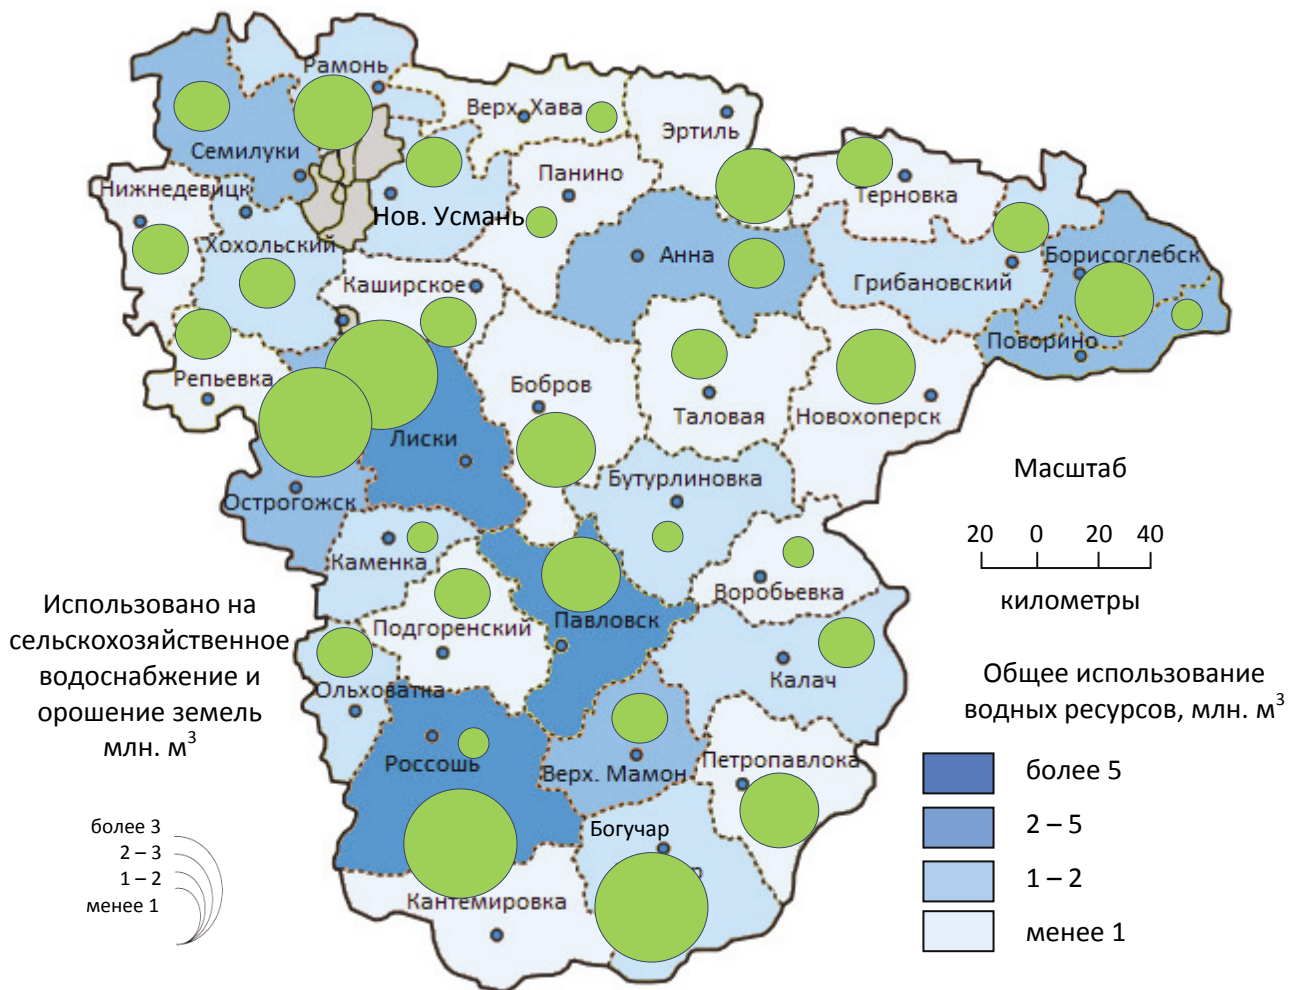 Рамонь
Верх. Хава
Эртиль
Семилуки
Панино
Терновка
Нижнедевицк
Нов. Усмань
Хохольский
Анна
Борисоглебск
Каширское
Грибановский
Поворино
Репьевка
Бобров
Таловая
Новохоперск
Лиски
Острогожск
Бутурлиновка
Каменка
Воробьевка
Подгоренский
Павловск
Калач
Ольховатка
Россошь
Верх. Мамон
Петропавлока
Богучар
р
Кантемировка
Масштаб
20 0 20 40
километры
Использовано на
сельскохозяйственное
водоснабжение и
орошение земель
млн. м³
более 3
2 – 3
1 – 2
менее 1
Общее использование
водных ресурсов, млн. м³
более 5
2 – 5
1 – 2
менее 1